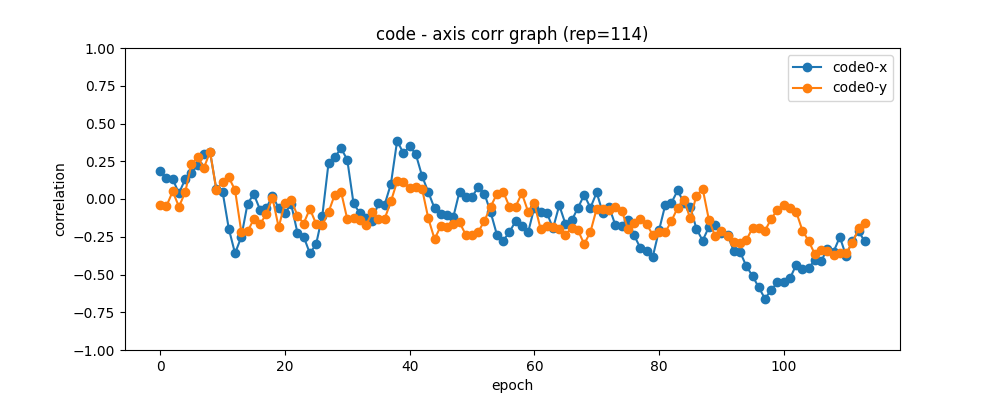 code - axis corr graph (rep=114)
1.00
0.75
0.50
0.25
0.00
−0.25
−0.50
−0.75
−1.00
correlation
code0-x
code0-y
0 20 40 60 80 100
epoch